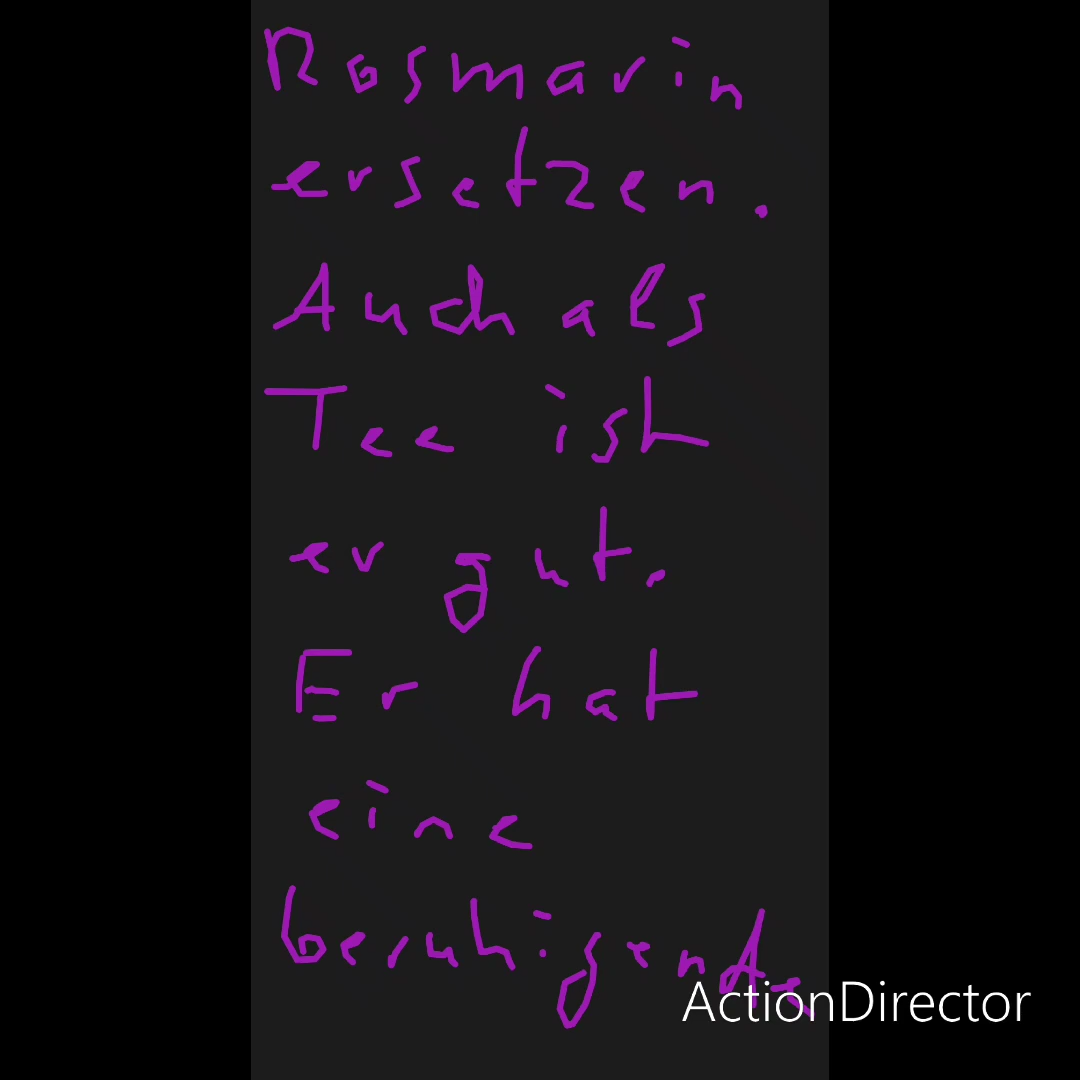 Rosmarin
ersetzen.
Auch als
Tee ist
er gut.
Er hat
eine
beruhigende
ActionDirector